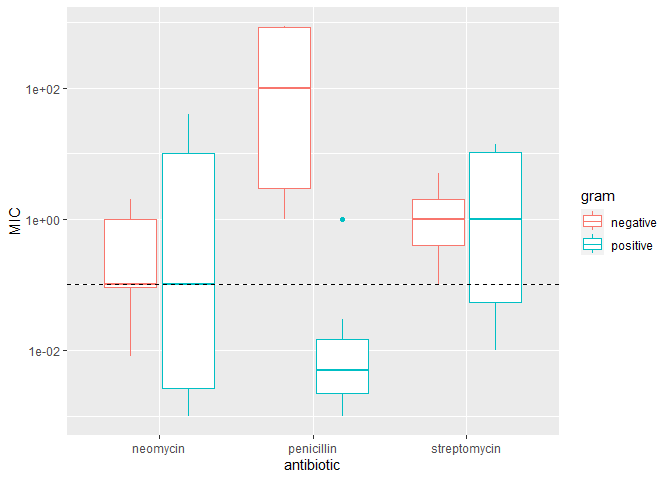 MIC
1e+02
1e+00
1e-02
neomycin
penicillin
streptomycin
antibiotic
gram
negative
positive